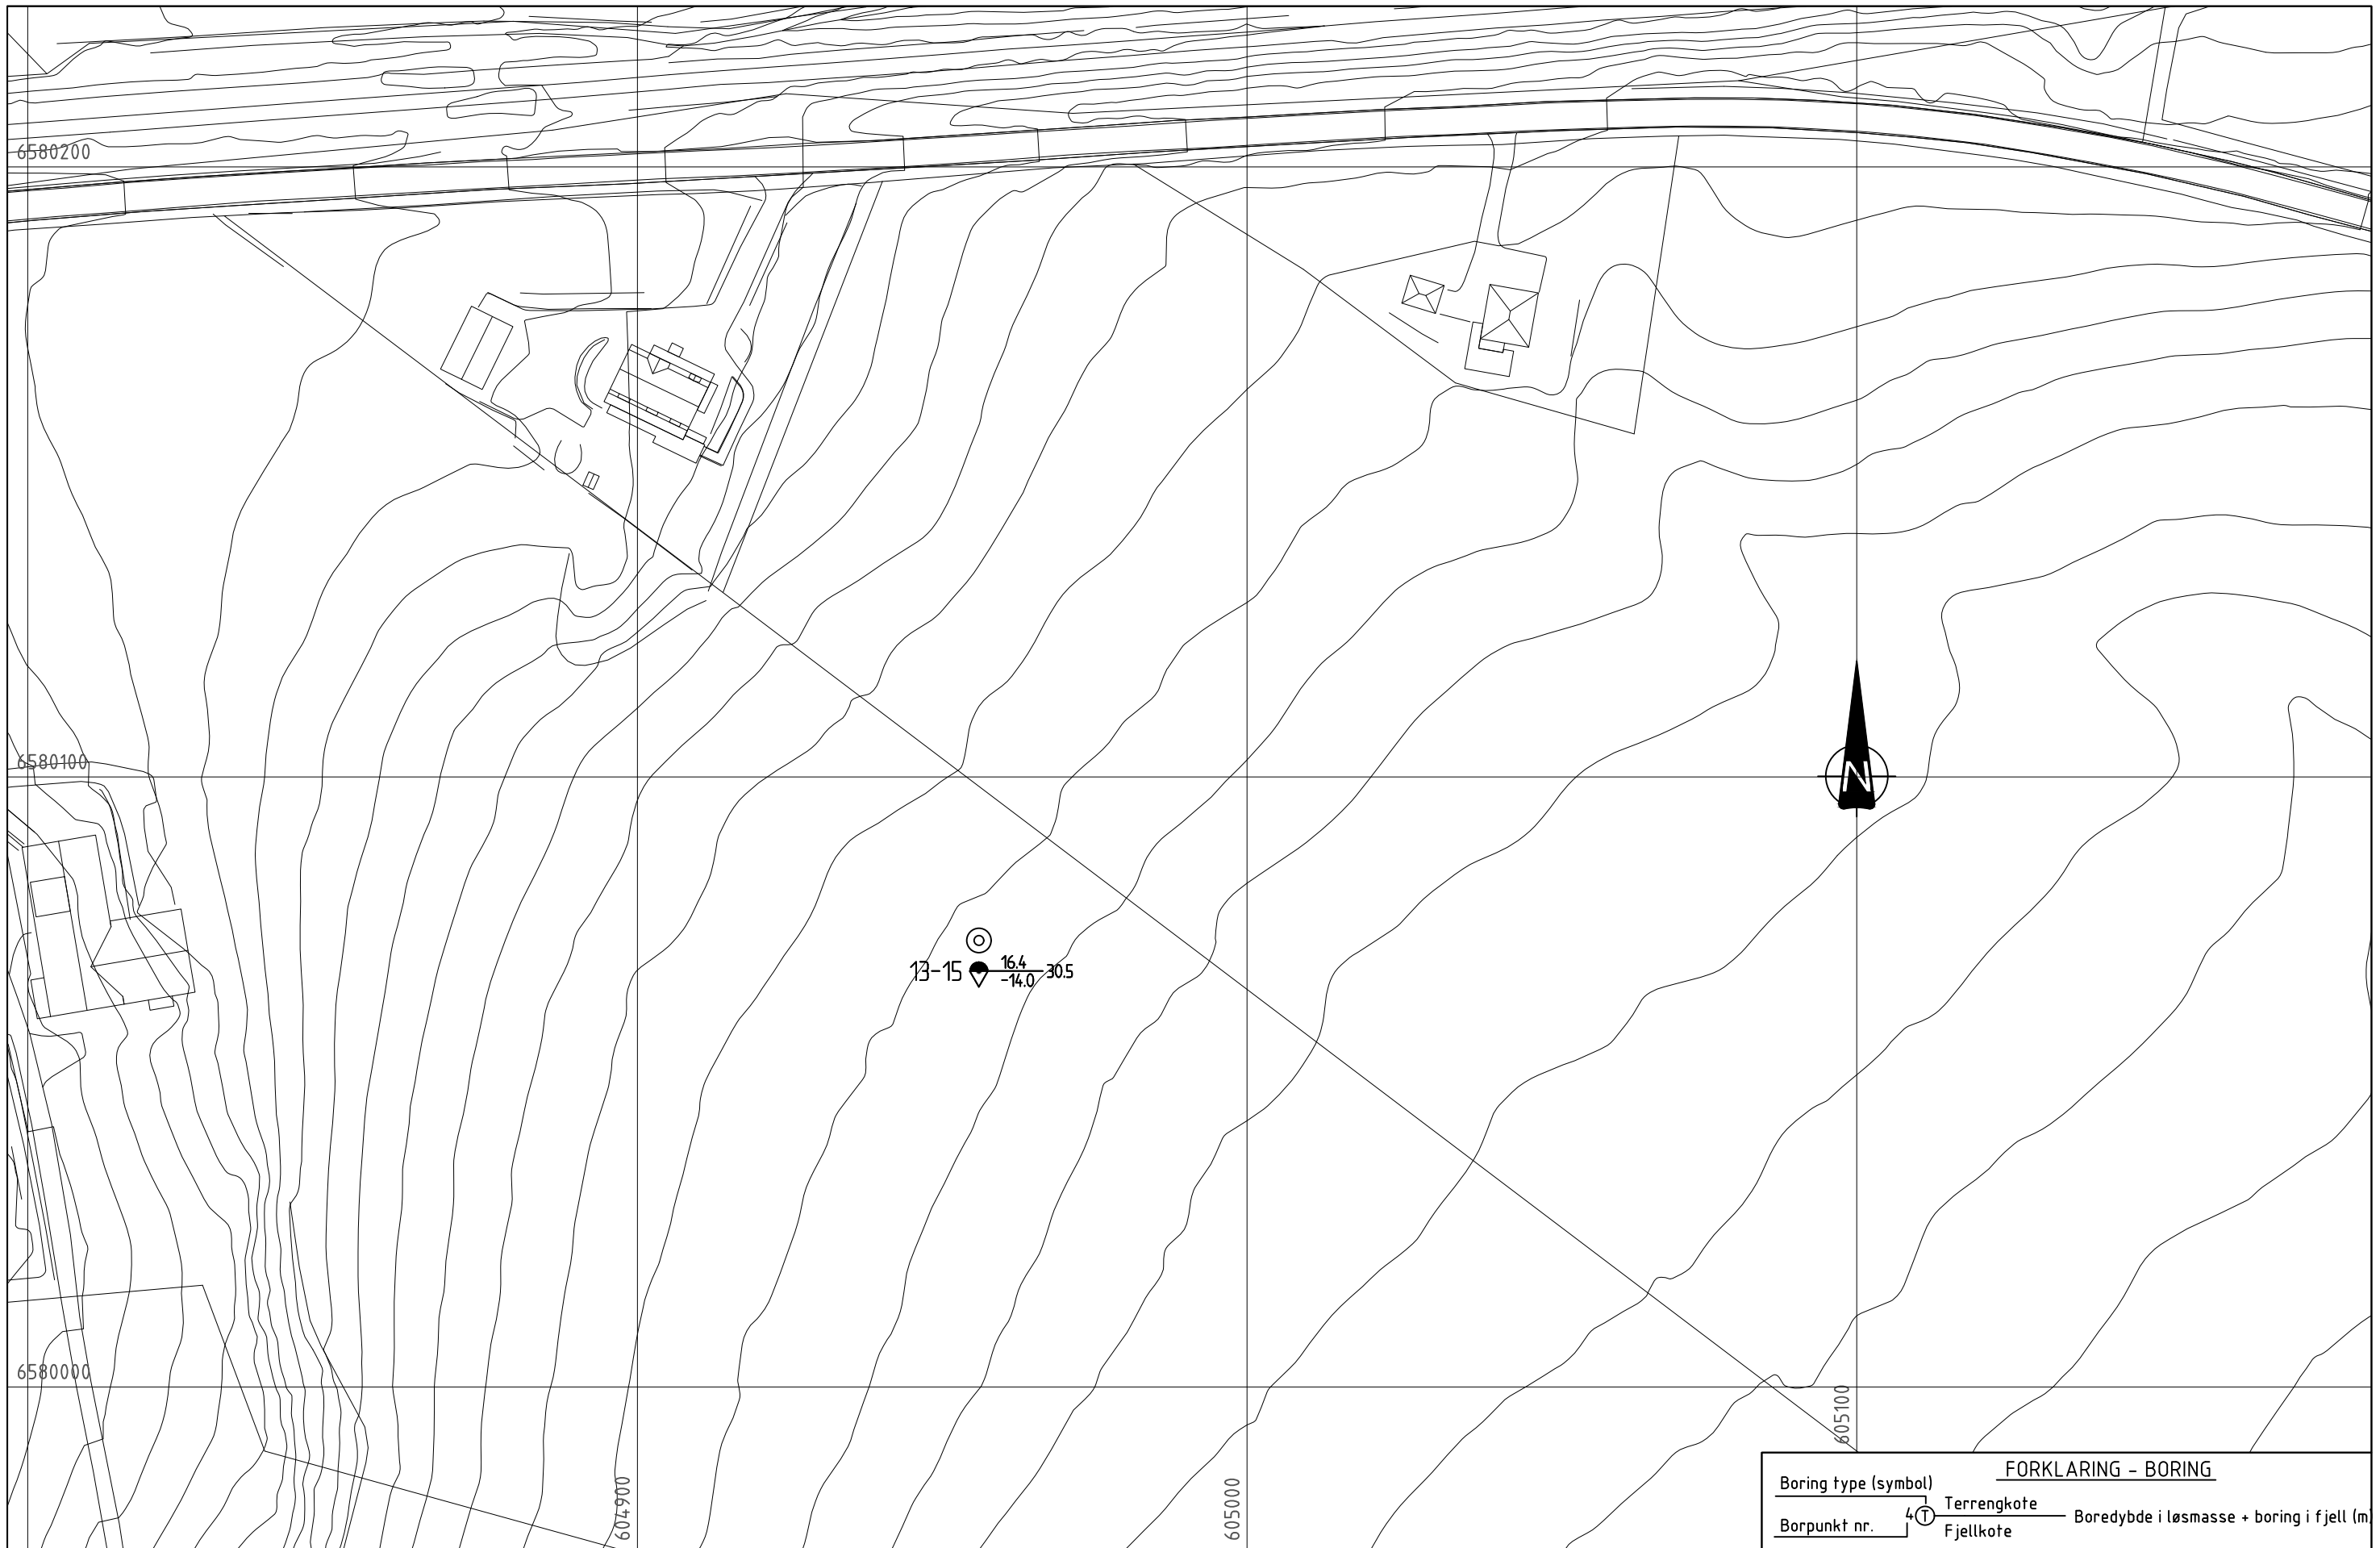 6580200
6580100
N
13-15 16.4 30.5
-14.0
6580000
604900
605000
605100
FORKLARING - BORING
Boring type (symbol)
Terrengkote
4 T Boredybde i løsmasse + boring i fjell (m
Borpunkt nr.
Fjellkote